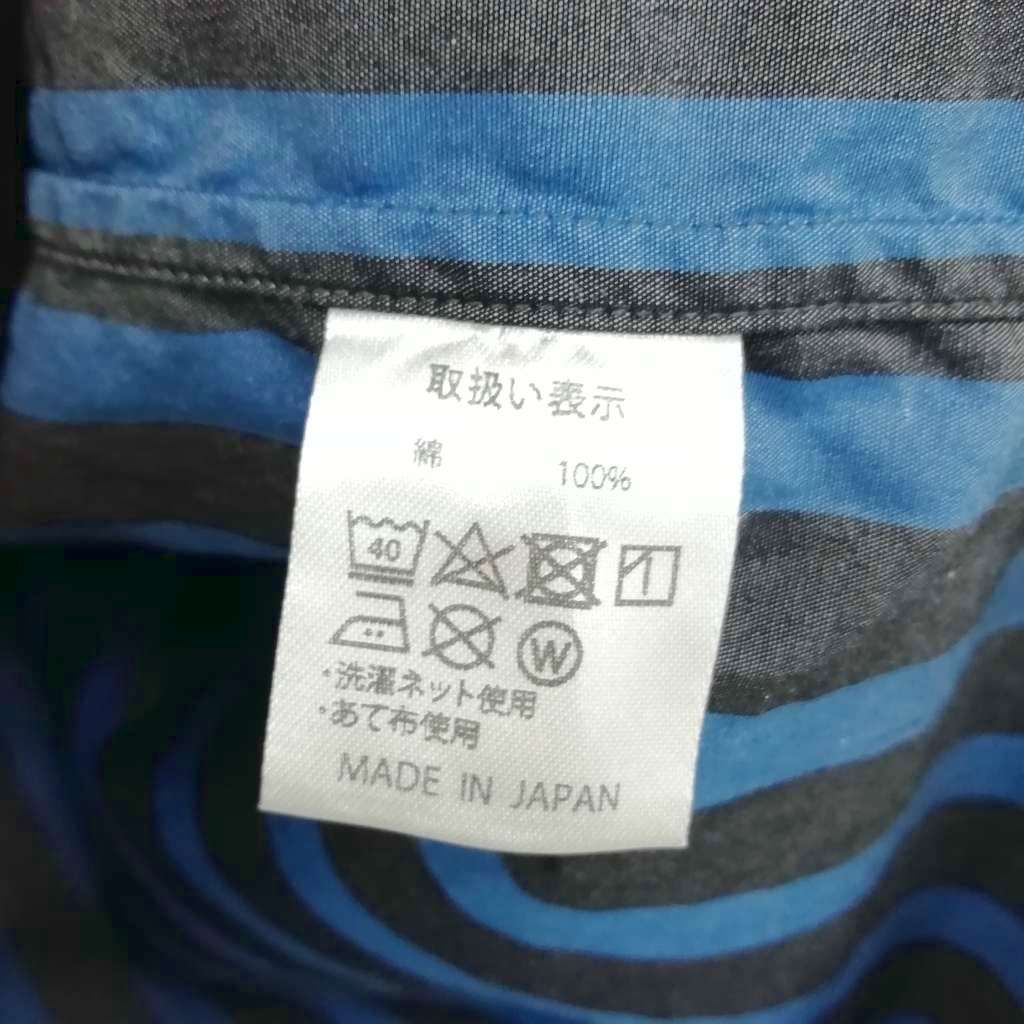 取扱い表示
綿 100%
40
W
・洗濯ネット使用
・あて布使用
MADE IN JAPAN